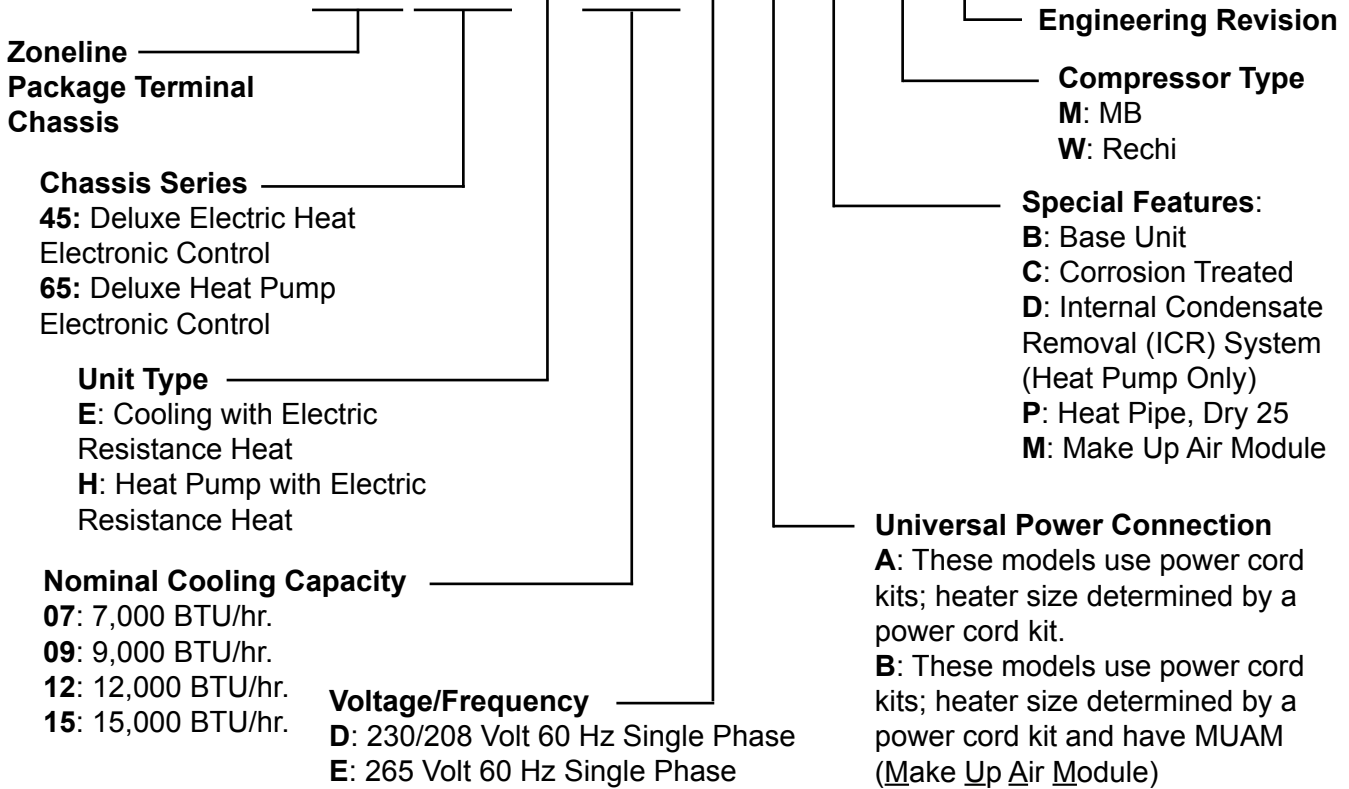 Engineering Revision
Zoneline
Package Terminal
Chassis
Compressor Type
M: MB
W: Rechi
Chassis Series
45: Deluxe Electric Heat
Electronic Control
65: Deluxe Heat Pump
Electronic Control
Special Features:
B: Base Unit
C: Corrosion Treated
D: Internal Condensate
Removal (ICR) System
(Heat Pump Only)
P: Heat Pipe, Dry 25
M: Make Up Air Module
Unit Type
E: Cooling with Electric
Resistance Heat
H: Heat Pump with Electric
Resistance Heat
Universal Power Connection
A: These models use power cord
kits; heater size determined by a
power cord kit.
B: These models use power cord
kits; heater size determined by a
power cord kit and have MUAM
(Make Up Air Module)
Nominal Cooling Capacity
07: 7,000 BTU/hr.
09: 9,000 BTU/hr.
12: 12,000 BTU/hr.
15: 15,000 BTU/hr.
Voltage/Frequency
D: 230/208 Volt 60 Hz Single Phase
E: 265 Volt 60 Hz Single Phase